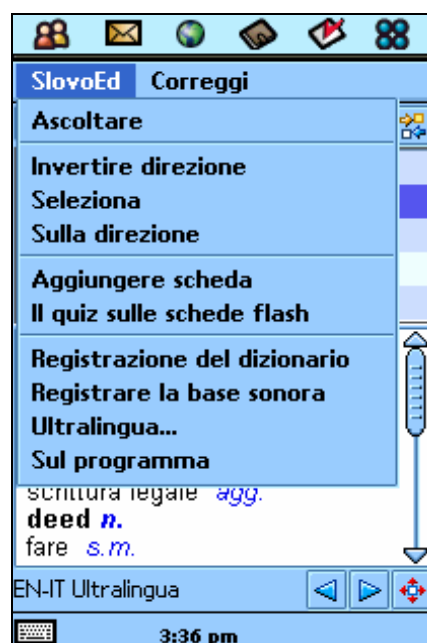 SlovoEd Correggi
Ascoltare
Invertire direzione
Seleziona
Sulla direzione
Aggiungere scheda
Il quiz sulle schede flash
Registrazione del dizionario
Registrare la base sonora
Ultralingua...
Sul programma
scrittura legale agg.
deed n.
fare s.m.
EN-IT Ultralingua
3:36 pm